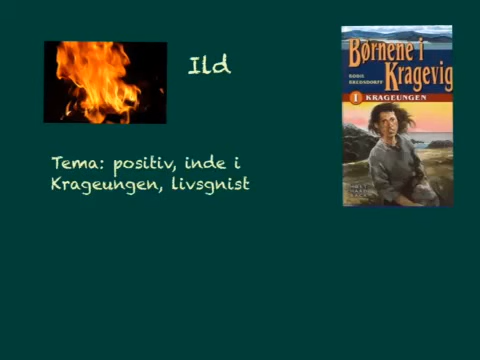 Ild
Børnene i
Kragevig
BODIL
BREDSDORFF
1 KRAGEUNGEN
Tema: positiv, inde i
Krageungen, livsgnist